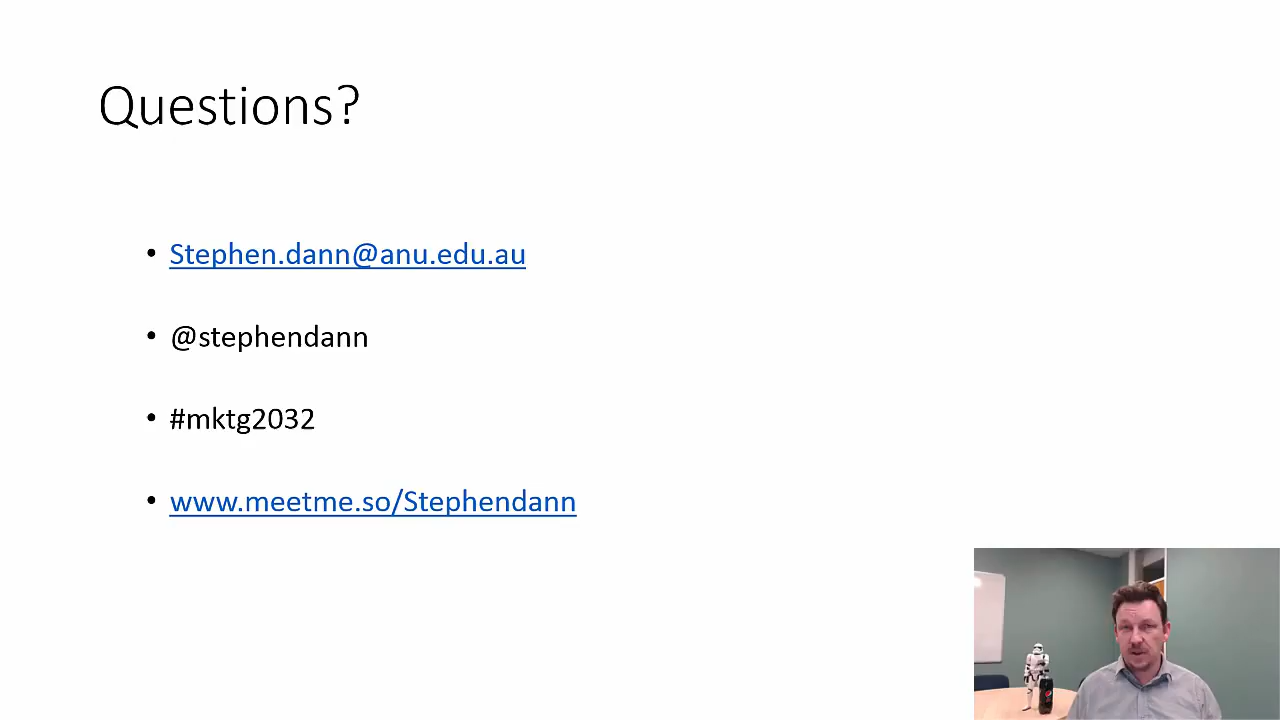 Questions?
• Stephen.dann@anu.edu.au
• @stephendann
• #mktg2032
• www.meetme.so/Stephendann